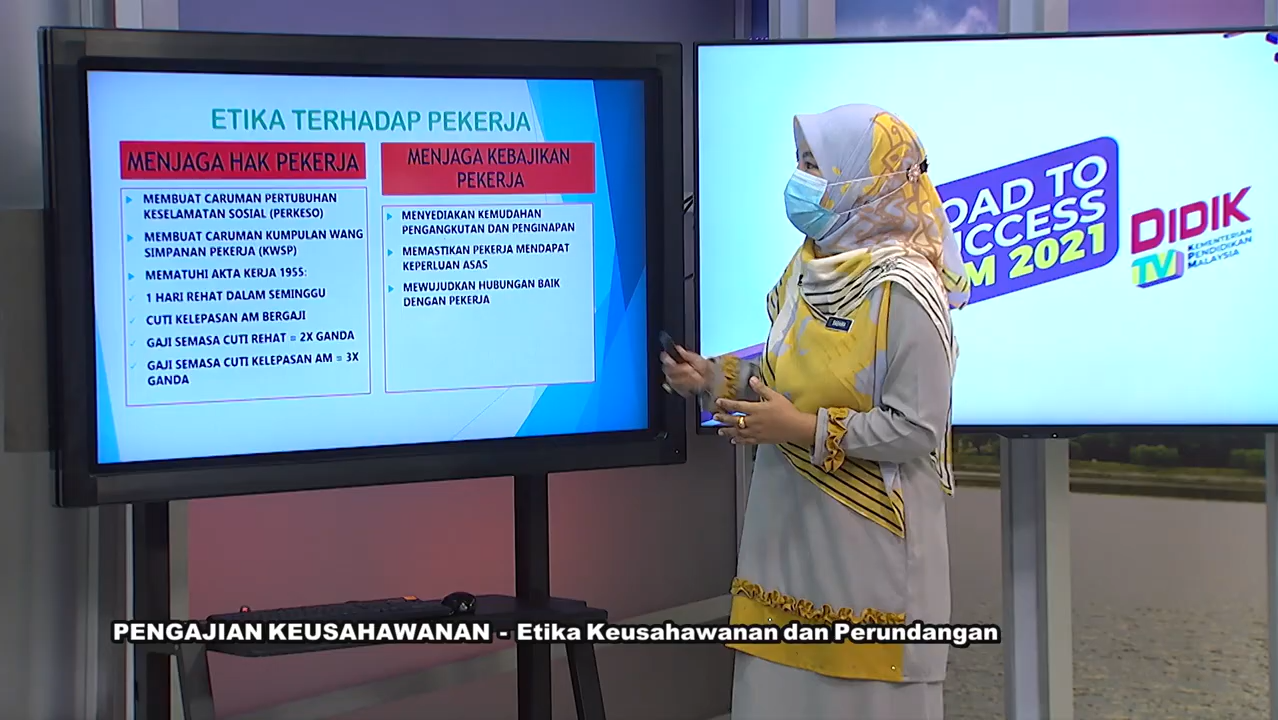 ETIKA TERHADAP PEKERJA
MENJAGA HAK PEKERJA
MEMBUAT CARUMAN PERTUBUHAN
KESELAMATAN SOSIAL (PERKESO)
MEMBUAT CARUMAN KUMPULAN WANG
SIMPANAN PEKERJA (KWSP)
MEMATUHI AKTA KERJA 1955:
1 HARI REHAT DALAM SEMINGGU
CUTI KELEPASAN AM BERGAJI
GAJI SEMASA CUTI REHAT = 2X GANDA
GAJI SEMASA CUTI KELEPASAN AM = 3X
GANDA
MENJAGA KEBAJIKAN
PEKERJA
MENYEDIAKAN KEMUDAHAN
PENGANGKUTAN DAN PENGINAPAN
MEMASTIKAN PEKERJA MENDAPAT
KEPERLUAN ASAS
MEWUJUDKAN HUBUNGAN BAIK
DENGAN PEKERJA
OAD TO
CCESS
M 2021
DIDIK
TV
KEMENTERIAN
PENDIDIKAN
MALAYSIA
PENGAJIAN KEUSAHAWANAN - Etika Keusahawanan dan Perundangan